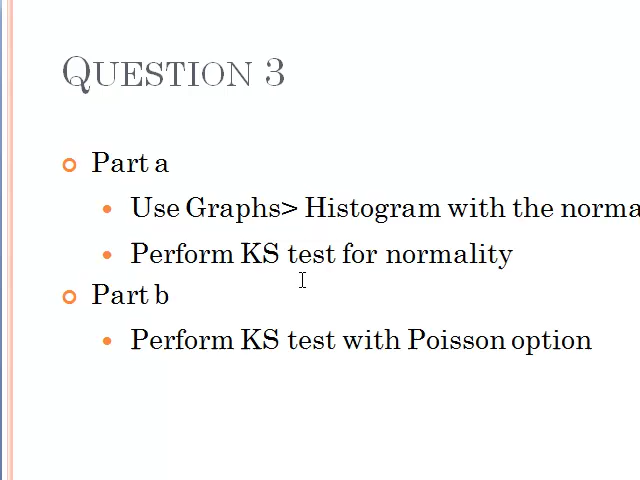 QUESTION 3
Part a
Use Graphs> Histogram with the norma
Perform KS test for normality
Part b
Perform KS test with Poisson option